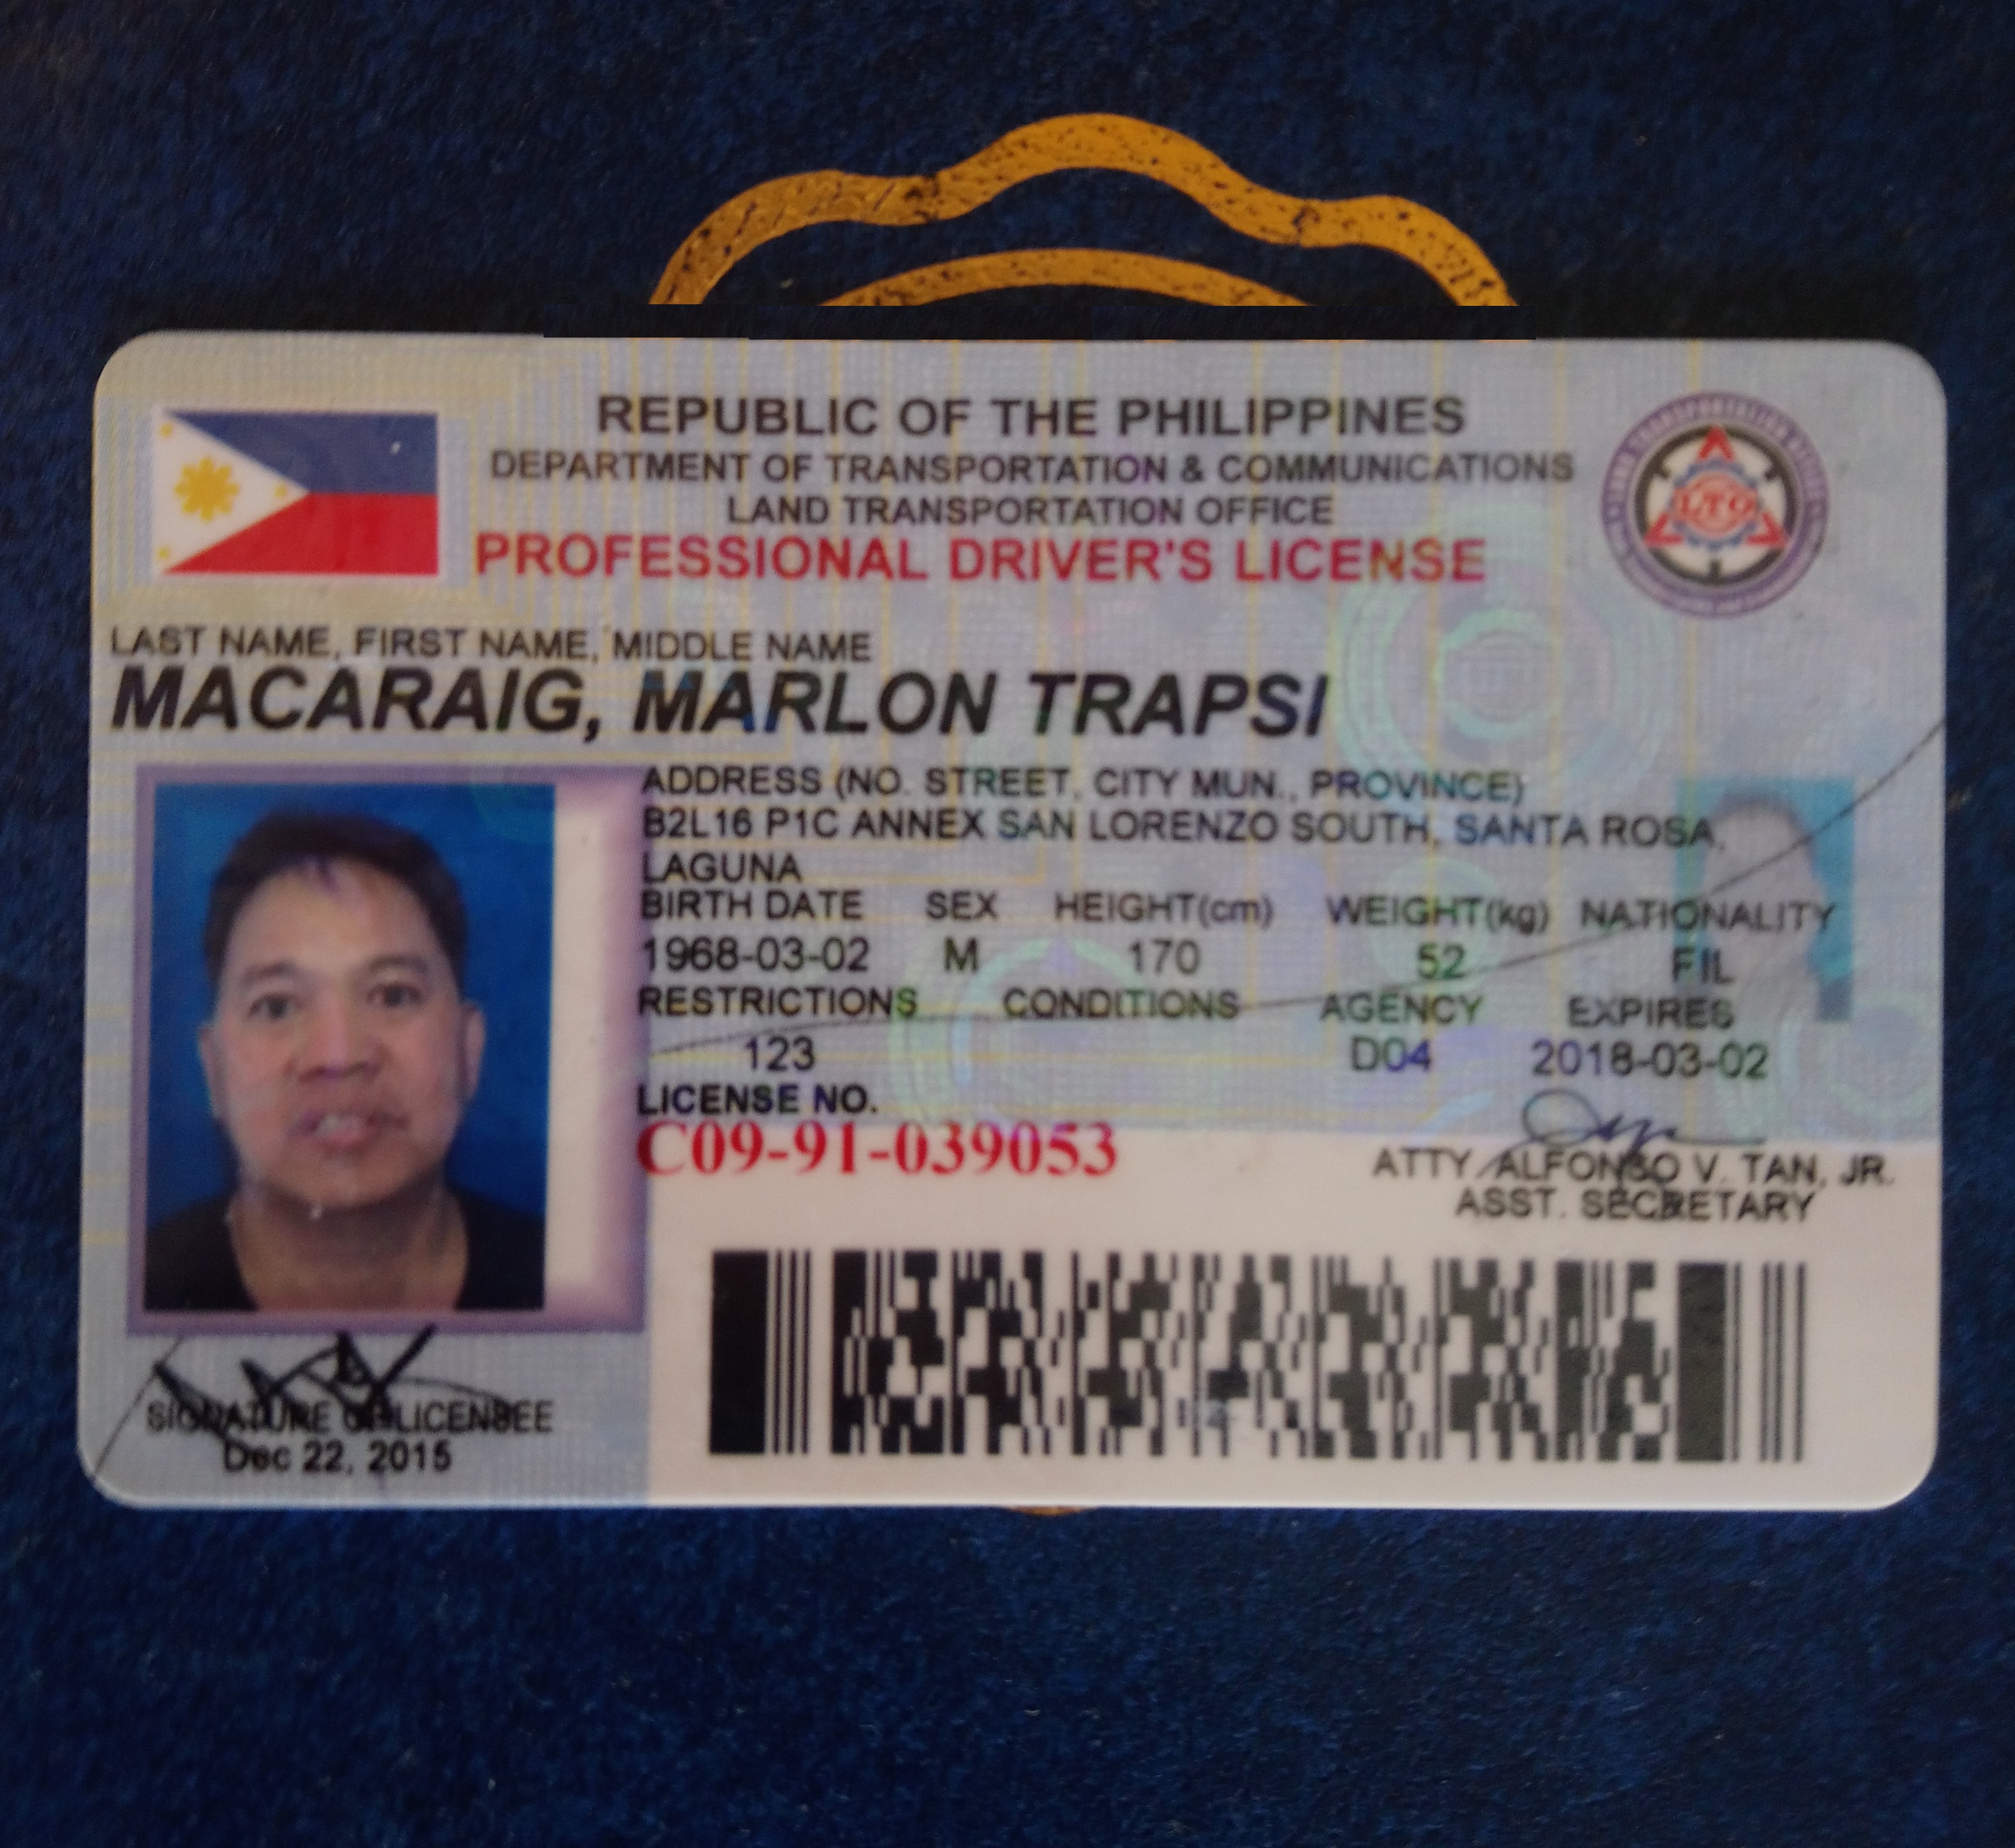 REPUBLIC OF THE PHILIPPINES
DEPARTMENT OF TRANSPORTATION & COMMUNICATIONS
LAND TRANSPORTATION OFFICE
PROFESSIONAL DRIVER'S LICENSE
LTO
LAST NAME, FIRST NAME, MIDDLE NAME
MACARAIG, MARLON TRAPSI
ADDRESS (NO. STREET, CITY MUN., PROVINCE)
B2L16 P1C ANNEX SAN LORENZO SOUTH, SANTA ROSA,
LAGUNA
BIRTH DATE SEX HEIGHT(cm) WEIGHT(kg) NATIONALITY
1968-03-02 M 170 52 FIL
RESTRICTIONS CONDITIONS AGENCY EXPIRES
123 D04 2018-03-02
LICENSE NO.
C09-91-039053
ATTY. ALFONSO V. TAN, JR.
ASST. SECRETARY
SIGNATURE OF LICENSEE
Dec 22, 2015